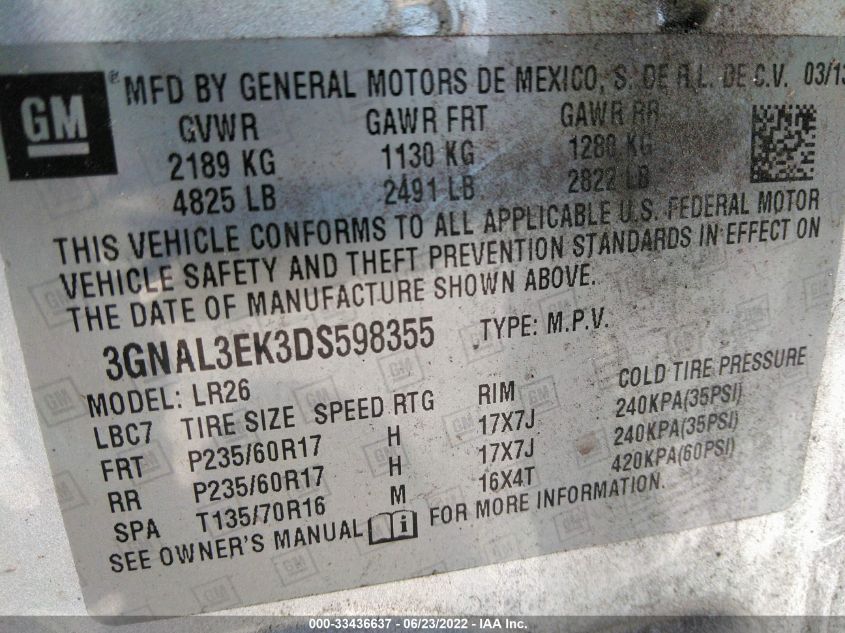 GM ® MFD BY GENERAL MOTORS DE MEXICO, S. DE R.L. DE C.V. 03/13
GVWR GAWR FRT GAWR RR
2189 KG 1130 KG 1280 KG
4825 LB 2491 LB 2822 LB
THIS VEHICLE CONFORMS TO ALL APPLICABLE U.S. FEDERAL MOTOR
VEHICLE SAFETY AND THEFT PREVENTION STANDARDS IN EFFECT ON
THE DATE OF MANUFACTURE SHOWN ABOVE.
3GNAL3EK3DS598355 TYPE: M.P.V.
MODEL: LR26
LBC7 TIRE SIZE SPEED RTG RIM COLD TIRE PRESSURE
FRT P235/60R17 H 17X7J 240KPA(35PSI)
RR P235/60R17 H 17X7J 240KPA(35PSI)
SPA T135/70R16 M 16X4T 420KPA(60PSI)
SEE OWNER'S MANUAL FOR MORE INFORMATION.
000-33436637 - 06/23/2022 - IAA Inc.